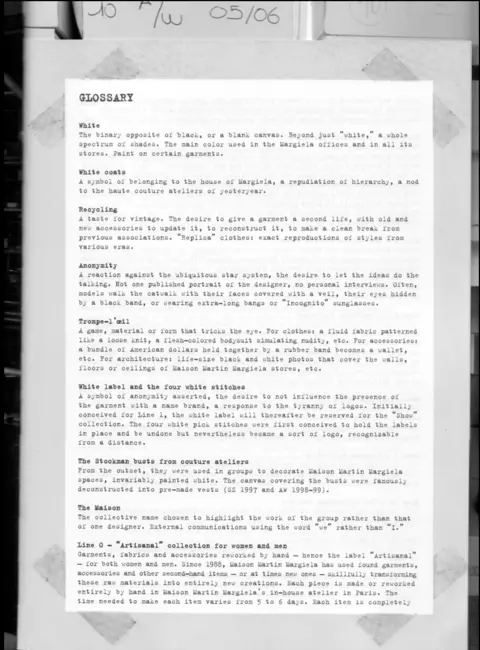 10 A/W 05/06
GLOSSARY
White
The binary opposite of black, or a blank canvas. Beyond just "white," a whole
spectrum of shades. The main color used in the Margiela offices and in all its
stores. Paint on certain garments.
White coats
A symbol of belonging to the house of Margiela, a repudiation of hierarchy, a nod
to the haute couture ateliers of yesteryear.
Recycling
A taste for vintage. The desire to give a garment a second life, with old and
new accessories to update it, to reconstruct it, to make a clean break from
previous associations. "Replica" clothes: exact reproductions of styles from
various eras.
Anonymity
A reaction against the ubiquitous star system, the desire to let the ideas do the
talking. Not one published portrait of the designer, no personal interviews. Often,
models walk the catwalk with their faces covered with a veil, their eyes hidden
by a black band, or wearing extra-long bangs or "Incognito" sunglasses.
Trompe-l'œil
A game, material or form that tricks the eye. For clothes: a fluid fabric patterned
like a loose knit, a flesh-colored bodysuit simulating nudity, etc. For accessories:
a bundle of American dollars held together by a rubber band becomes a wallet,
etc. For architecture: life-size black and white photos that cover the walls,
floors or ceilings of Maison Martin Margiela stores, etc.
White label and the four white stitches
A symbol of anonymity asserted, the desire to not influence the presence of
the garment with a name brand, a response to the tyranny of logos. Initially
conceived for Line 1, the white label will thereafter be reserved for the "Show"
collection. The four white pick stitches were first conceived to hold the labels
in place and be undone but nevertheless became a sort of logo, recognizable
from a distance.
The Stockman busts from couture ateliers
From the outset, they were used in groups to decorate Maison Martin Margiela
spaces, invariably painted white. The canvas covering the busts were famously
deconstructed into pre-made vests (SS 1997 and AW 1998-99).
The Maison
The collective name chosen to highlight the work of the group rather than that
of one designer. External communications using the word "we" rather than "I."
Line 0 — "Artisanal" collection for women and men
Garments, fabrics and accessories reworked by hand — hence the label "Artisanal"
— for both women and men. Since 1988, Maison Martin Margiela has used found garments,
accessories and other second-hand items — or at times new ones — skillfully transforming
these raw materials into entirely new creations. Each piece is made or reworked
entirely by hand in Maison Martin Margiela's in-house atelier in Paris. The
time needed to make each item varies from 5 to 6 days. Each item is completely